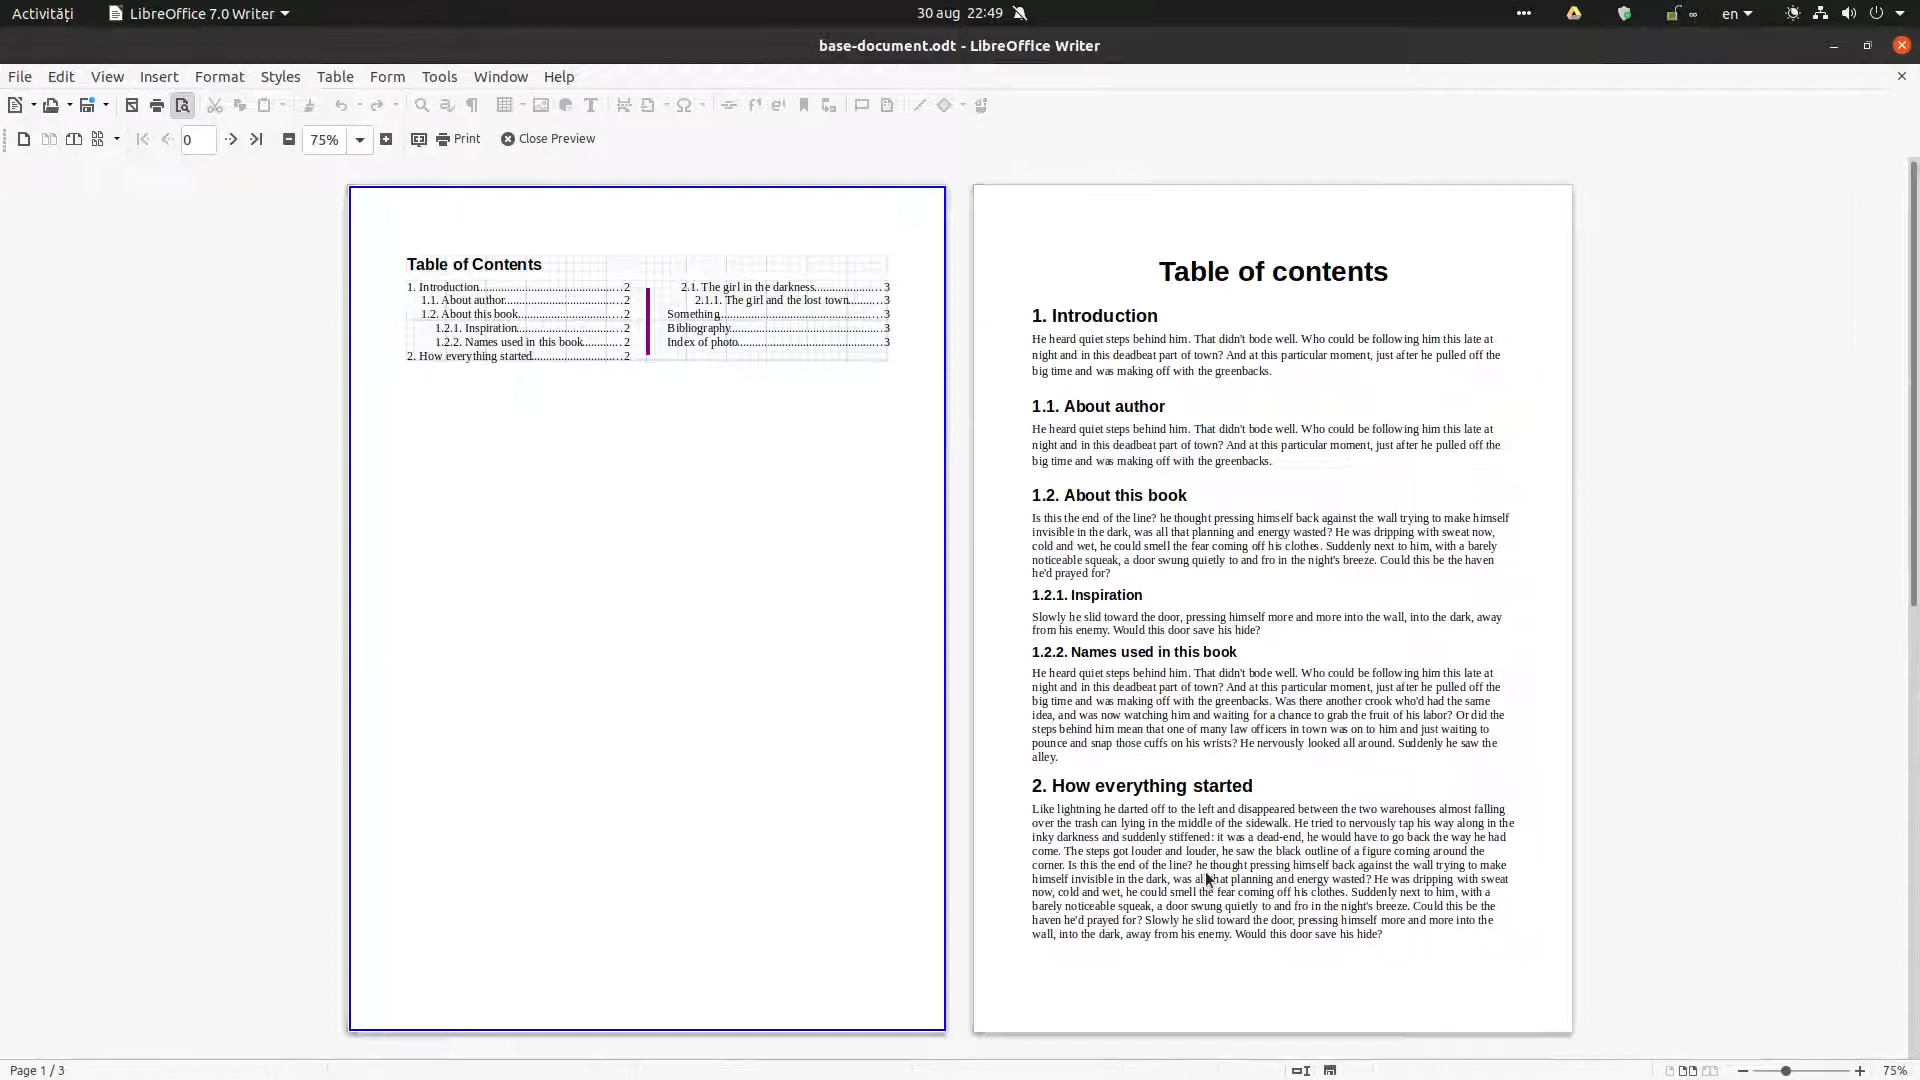 Activități LibreOffice 7.0 Writer 30 aug 22:49 en
base-document.odt - LibreOffice Writer
File Edit View Insert Format Styles Table Form Tools Window Help
0 75% Print Close Preview
Table of Contents
1. Introduction 2
1.1. About author 2
1.2. About this book 2
1.2.1. Inspiration 2
1.2.2. Names used in this book 2
2. How everything started 2
2.1. The girl in the darkness 3
2.1.1. The girl and the lost town 3
Something 3
Bibliography 3
Index of photo 3
Table of contents
1. Introduction
He heard quiet steps behind him. That didn't bode well. Who could be following him this late at
night and in this deadbeat part of town? And at this particular moment, just after he pulled off the
big time and was making off with the greenbacks.
1.1. About author
He heard quiet steps behind him. That didn't bode well. Who could be following him this late at
night and in this deadbeat part of town? And at this particular moment, just after he pulled off the
big time and was making off with the greenbacks.
1.2. About this book
Is this the end of the line? he thought pressing himself back against the wall trying to make himself
invisible in the dark, was all that planning and energy wasted? He was dripping with sweat now,
cold and wet, he could smell the fear coming off his clothes. Suddenly next to him, with a barely
noticeable squeak, a door swung quietly to and fro in the night's breeze. Could this be the haven
he'd prayed for?
1.2.1. Inspiration
Slowly he slid toward the door, pressing himself more and more into the wall, into the dark, away
from his enemy. Would this door save his hide?
1.2.2. Names used in this book
He heard quiet steps behind him. That didn't bode well. Who could be following him this late at
night and in this deadbeat part of town? And at this particular moment, just after he pulled off the
big time and was making off with the greenbacks. Was there another crook who'd had the same
idea, and was now watching him and waiting for a chance to grab the fruit of his labor? Or did the
steps behind him mean that one of many law officers in town was on to him and just waiting to
pounce and snap those cuffs on his wrists? He nervously looked all around. Suddenly he saw the
alley.
2. How everything started
Like lightning he darted off to the left and disappeared between the two warehouses almost falling
over the trash can lying in the middle of the sidewalk. He tried to nervously tap his way along in the
inky darkness and suddenly stiffened: it was a dead-end, he would have to go back the way he had
come. The steps got louder and louder, he saw the black outline of a figure coming around the
corner. Is this the end of the line? he thought pressing himself back against the wall trying to make
himself invisible in the dark, was all that planning and energy wasted? He was dripping with sweat
now, cold and wet, he could smell the fear coming off his clothes. Suddenly next to him, with a
barely noticeable squeak, a door swung quietly to and fro in the night's breeze. Could this be the
haven he'd prayed for? Slowly he slid toward the door, pressing himself more and more into the
wall, into the dark, away from his enemy. Would this door save his hide?
Page 1 / 3 75%